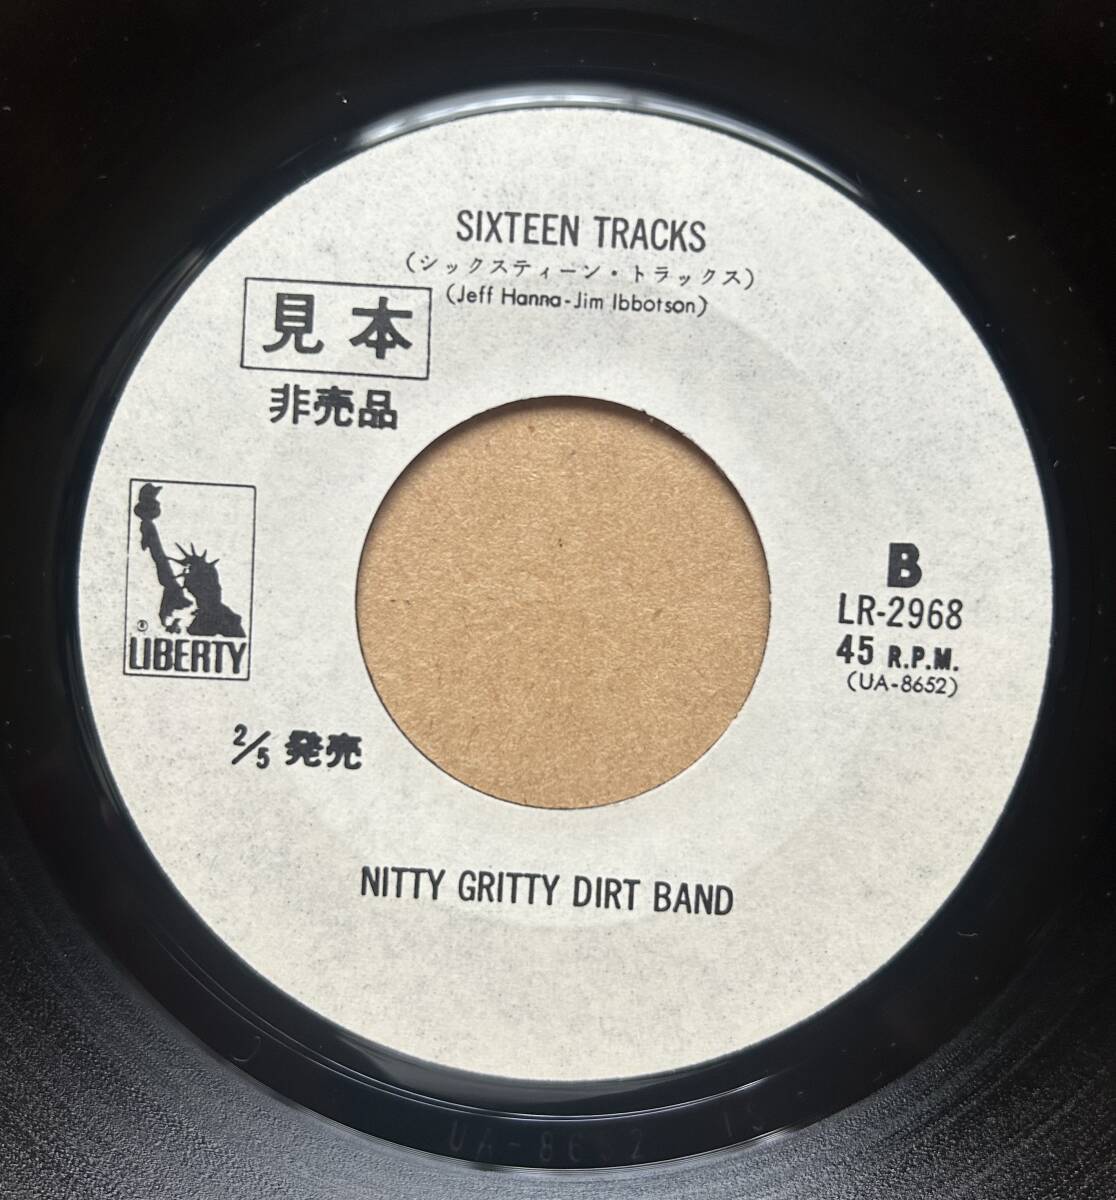 SIXTEEN TRACKS
(シックスティーン・トラックス)
(Jeff Hanna-Jim Ibbotson)
見本
非売品
® LIBERTY
B
LR-2968
45 R.P.M.
(UA-8652)
2/5 発売
NITTY GRITTY DIRT BAND
UA-8652